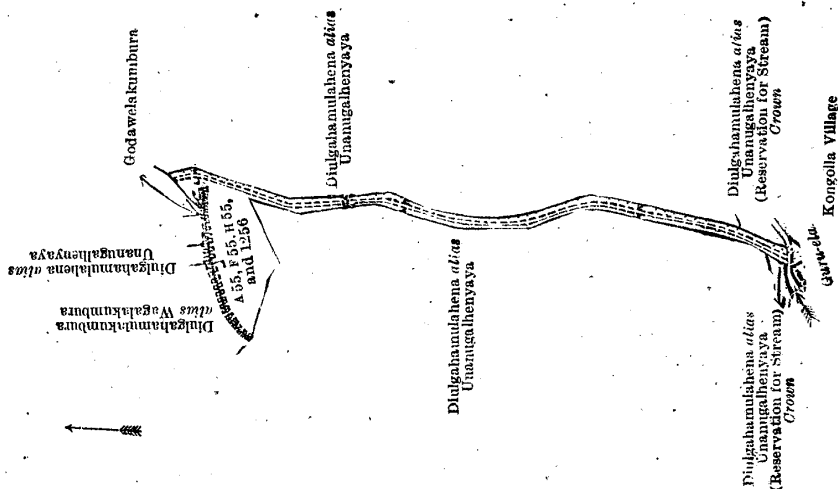 Godawelakumbura
Diulgahamulahena alias
Unanugalhenyaya
Diulgahamulahena alias
Unanugalhenyaya
Diulgahamulakumbura
alias Wagalakumbura
A 55, F 55, H 55,
and 1256
Diulgahamulahena alias
Unanugalhenyaya
Diulgahamulahena alias
Unanugalhenyaya
(Reservation for Stream)
Crown
Diulgahamulahena alias
Unanugalhenyaya
(Reservation for Stream)
Crown
Guru-ela
Kongolla Village